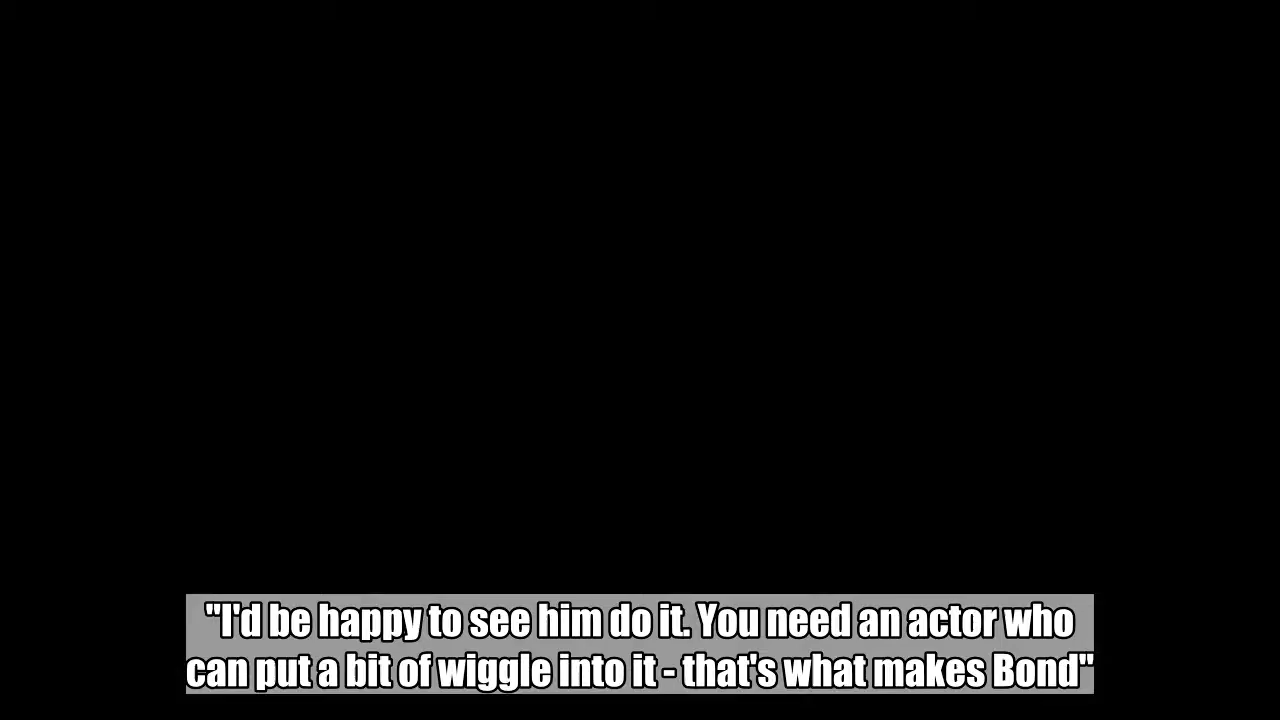 "I'd be happy to see him do it. You need an actor who
can put a bit of wiggle into it - that's what makes Bond"